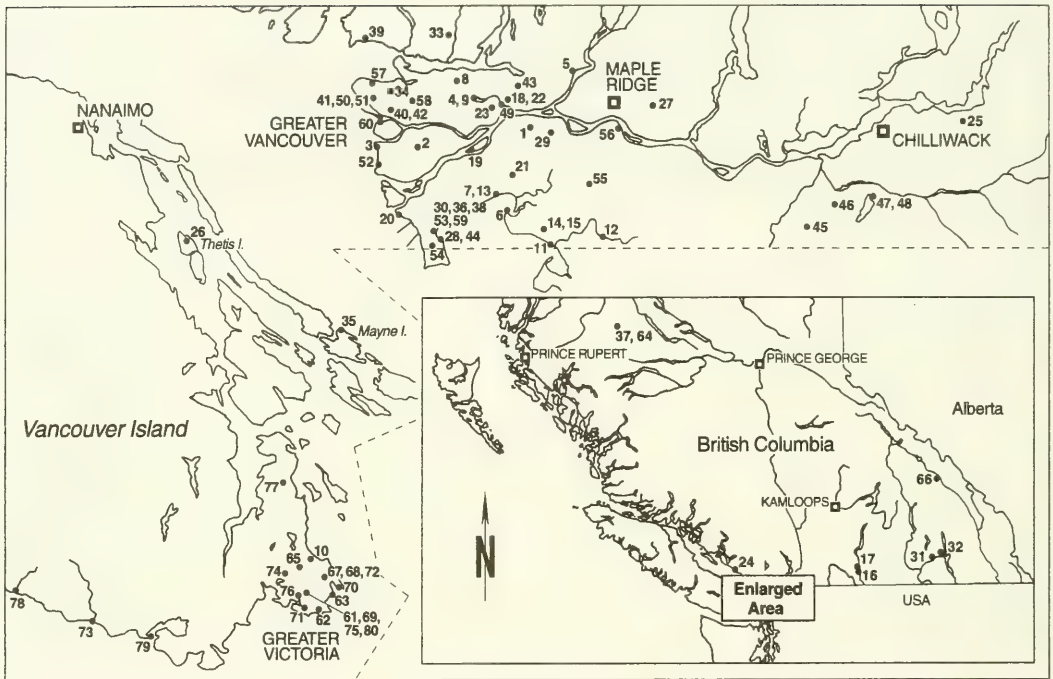 39
33
5
MAPLE
RIDGE
57
34
8
43
27
NANAIMO
41, 50, 51
58
4, 9
18, 22
23
49
25
GREATER
VANCOUVER
40, 42
60
56
CHILLIWACK
3
2
1
29
19
52
21
55
7, 13
46
47, 48
20
30, 36, 38
53, 59
6
14, 15
12
45
26
Thetis I.
28, 44
54
11
35
Mayne I.
37, 64
PRINCE RUPERT
PRINCE GEORGE
Alberta
Vancouver Island
British Columbia
66
77
KAMLOOPS
N
10
65
17
16
31
32
24
74
67, 68, 72
70
76
63
Enlarged
Area
USA
78
71
62
61, 69,
75, 80
73
79
GREATER
VICTORIA